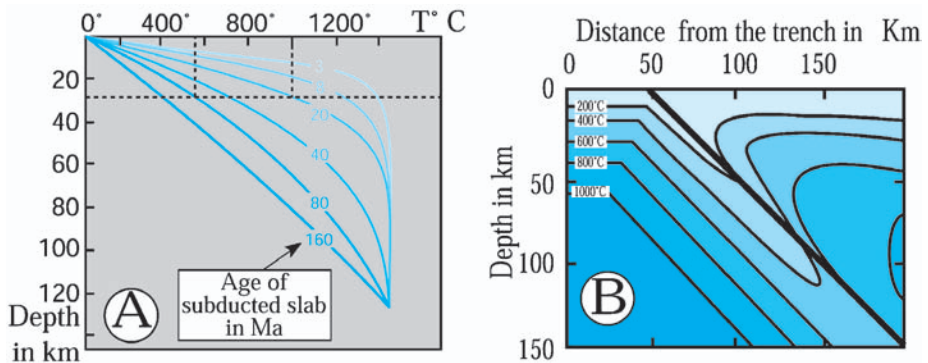 0° 400° 800° 1200° T° C
20
40
60
80
100
120
Depth
in km
3
20
40
80
160
Age of
subducted slab
in Ma
A
Distance from the trench in Km
0 50 100 150
0
50
100
150
Depth in km
200°C
400°C
600°C
800°C
1000°C
B